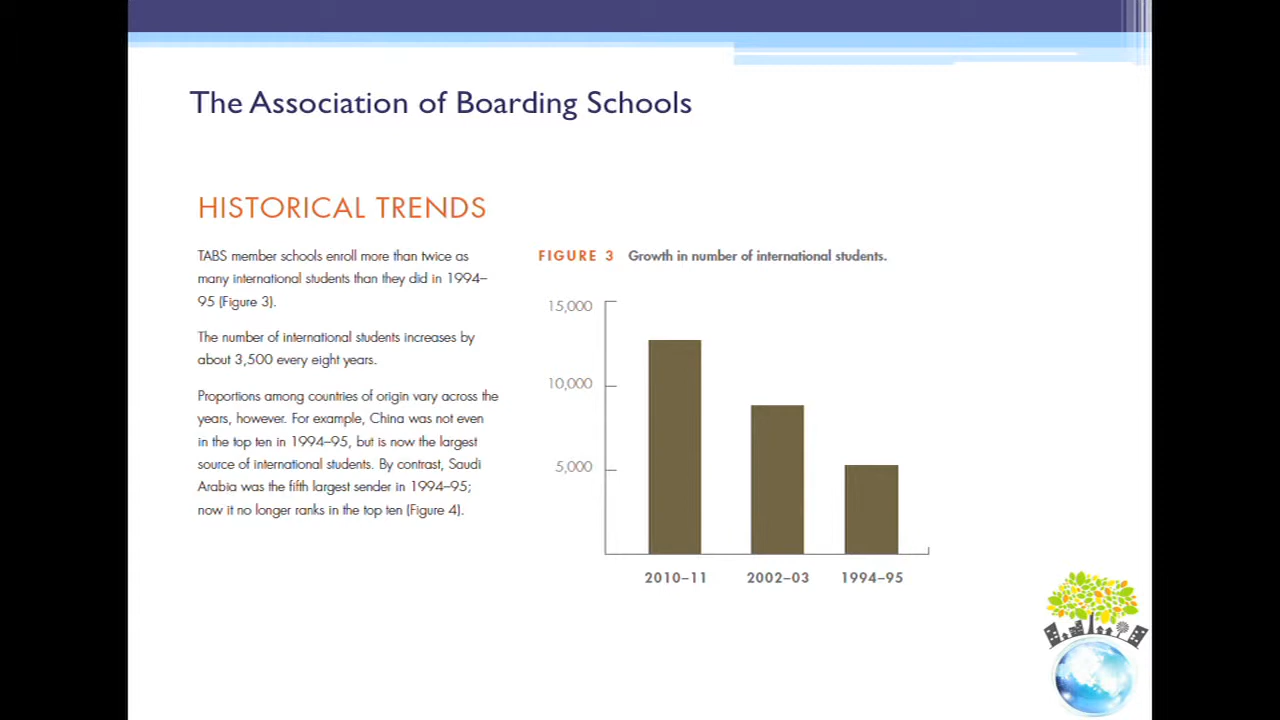 The Association of Boarding Schools
HISTORICAL TRENDS
TABS member schools enroll more than twice as
many international students than they did in 1994–
95 (Figure 3).
The number of international students increases by
about 3,500 every eight years.
Proportions among countries of origin vary across the
years, however. For example, China was not even
in the top ten in 1994–95, but is now the largest
source of international students. By contrast, Saudi
Arabia was the fifth largest sender in 1994–95;
now it no longer ranks in the top ten (Figure 4).
FIGURE 3 Growth in number of international students.
15,000
10,000
5,000
2010–11 2002–03 1994–95